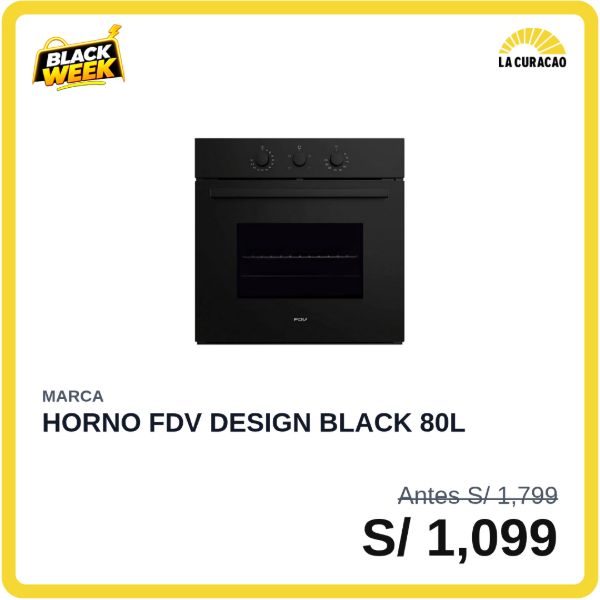 BLACK
WEEK
LA CURACAO
FDV
MARCA
HORNO FDV DESIGN BLACK 80L
Antes S/ 1,799
S/ 1,099